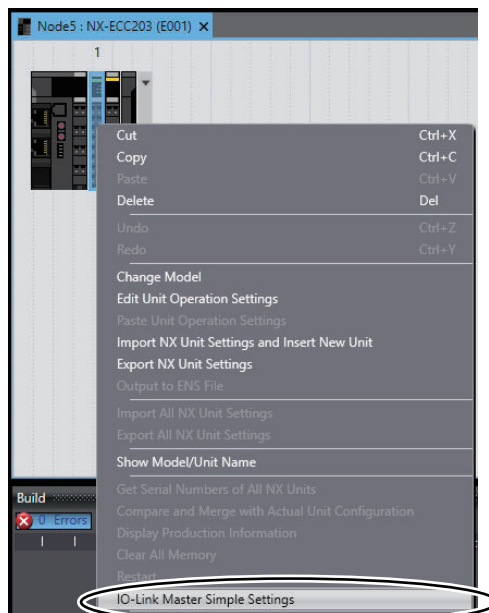 Node5 : NX-ECC203 (E001) ×
1
Cut Ctrl+X
Copy Ctrl+C
Paste Ctrl+V
Delete Del
Undo Ctrl+Z
Redo Ctrl+Y
Change Model
Edit Unit Operation Settings
Paste Unit Operation Settings
Import NX Unit Settings and Insert New Unit
Export NX Unit Settings
Output to ENS File
Import All NX Unit Settings
Export All NX Unit Settings
Show Model/Unit Name
Get Serial Numbers of All NX Units
Compare and Merge with Actual Unit Configuration
Display Production Information
Clear All Memory
Restart
IO-Link Master Simple Settings
Build
0 Errors